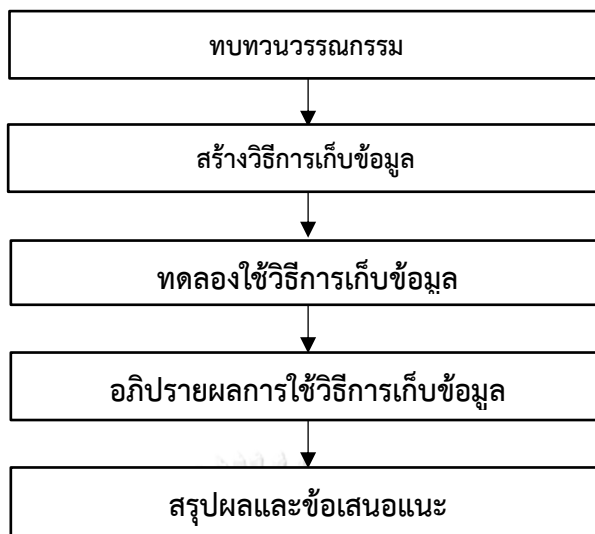 ทบทวนวรรณกรรม
สร้างวิธีการเก็บข้อมูล
ทดลองใช้วิธีการเก็บข้อมูล
อภิปรายผลการใช้วิธีการเก็บข้อมูล
สรุปผลและข้อเสนอแนะ